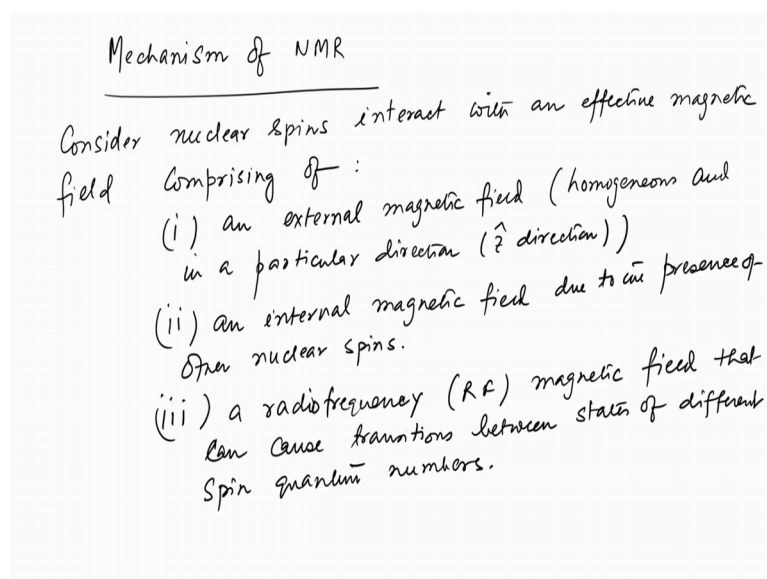 Mechanism of NMR
Consider nuclear spins interact with an effective magnetic
field comprising of :
(i) an external magnetic field (homogeneous and
in a particular direction (ẑ direction))
(ii) an internal magnetic field due to the presence of
other nuclear spins.
(iii) a radiofrequency (RF) magnetic field that
can cause transitions between states of different
spin quantum numbers.